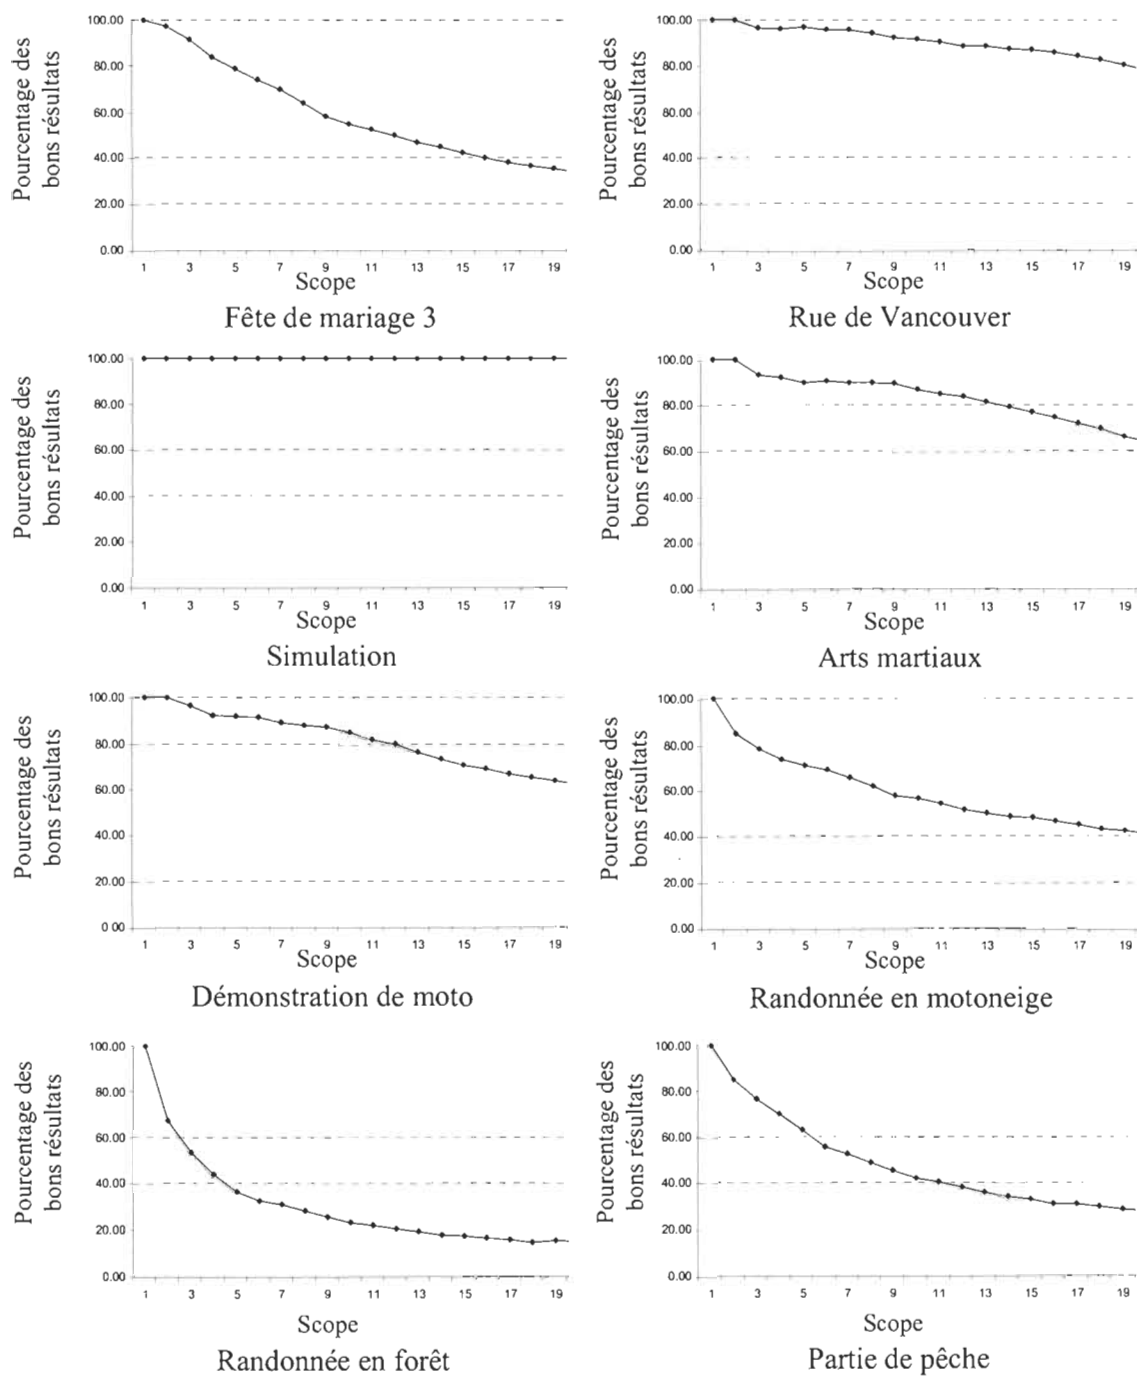 Pourcentage des
bons résultats
100.00
80.00
60.00
40.00
20.00
0.00
1 3 5 7 9 11 13 15 17 19
Scope
Fête de mariage 3
Pourcentage des
bons résultats
100.00
80.00
60.00
40.00
20.00
0.00
1 3 5 7 9 11 13 15 17 19
Scope
Rue de Vancouver
Pourcentage des
bons résultats
100.00
80.00
60.00
40.00
20.00
0.00
1 3 5 7 9 11 13 15 17 19
Scope
Simulation
Pourcentage des
bons résultats
100.00
80.00
60.00
40.00
20.00
0.00
1 3 5 7 9 11 13 15 17 19
Scope
Arts martiaux
Pourcentage des
bons résultats
100.00
80.00
60.00
40.00
20.00
0 00
1 3 5 7 9 11 13 15 17 19
Scope
Démonstration de moto
Pourcentage des
bons résultats
100.00
80.00
60.00
40.00
20.00
0.00
1 3 5 7 9 11 13 15 17 19
Scope
Randonnée en motoneige
Pourcentage des
bons résultats
100.00
80.00
60.00
40.00
20.00
0.00
1 3 5 7 9 11 13 15 17 19
Scope
Randonnée en forêt
Pourcentage des
bons résultats
100.00
80.00
60.00
40.00
20.00
0.00
1 3 5 7 9 11 13 15 17 19
Scope
Partie de pêche